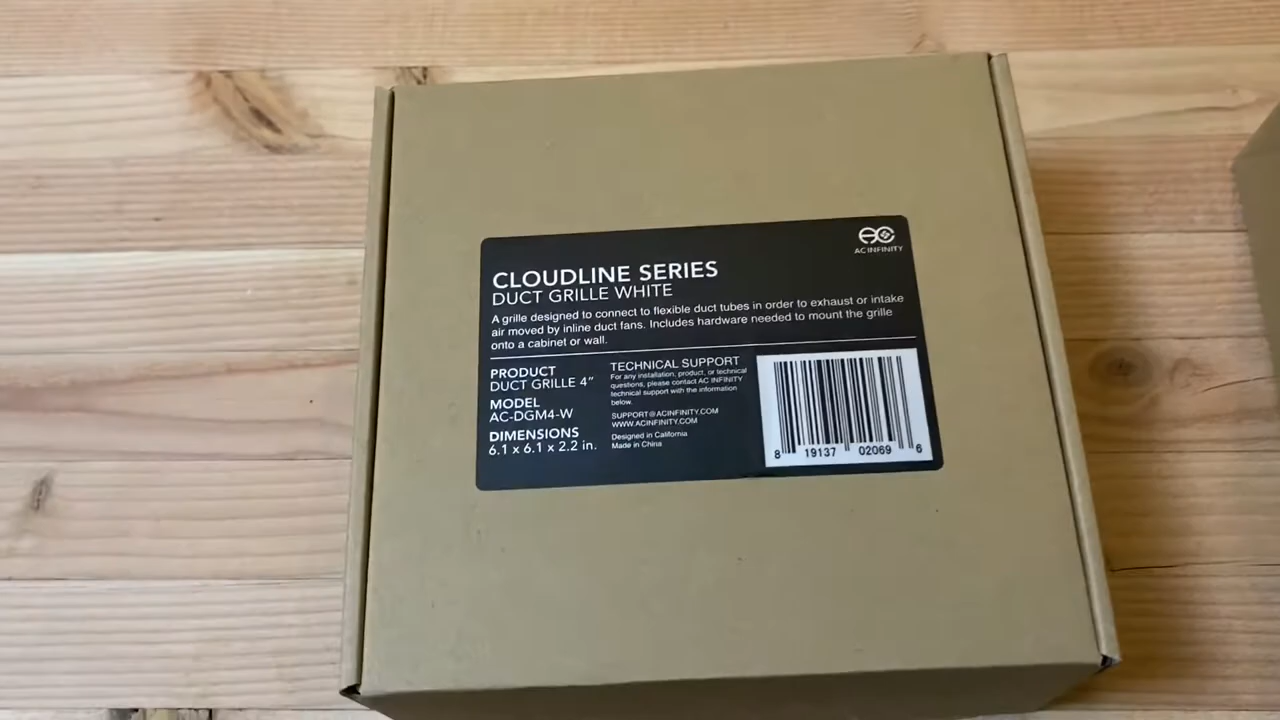 AC INFINITY
CLOUDLINE SERIES
DUCT GRILLE WHITE
A grille designed to connect to flexible duct tubes in order to exhaust or intake
air moved by inline duct fans. Includes hardware needed to mount the grille
onto a cabinet or wall.
PRODUCT
DUCT GRILLE 4”
MODEL
AC-DGM4-W
DIMENSIONS
6.1 x 6.1 x 2.2 in.
TECHNICAL SUPPORT
For any installation, product, or technical
questions, please contact AC INFINITY
technical support with the information
below.
SUPPORT@ACINFINITY.COM
WWW.ACINFINITY.COM
Designed in California
Made in China
8 19137 02069 6